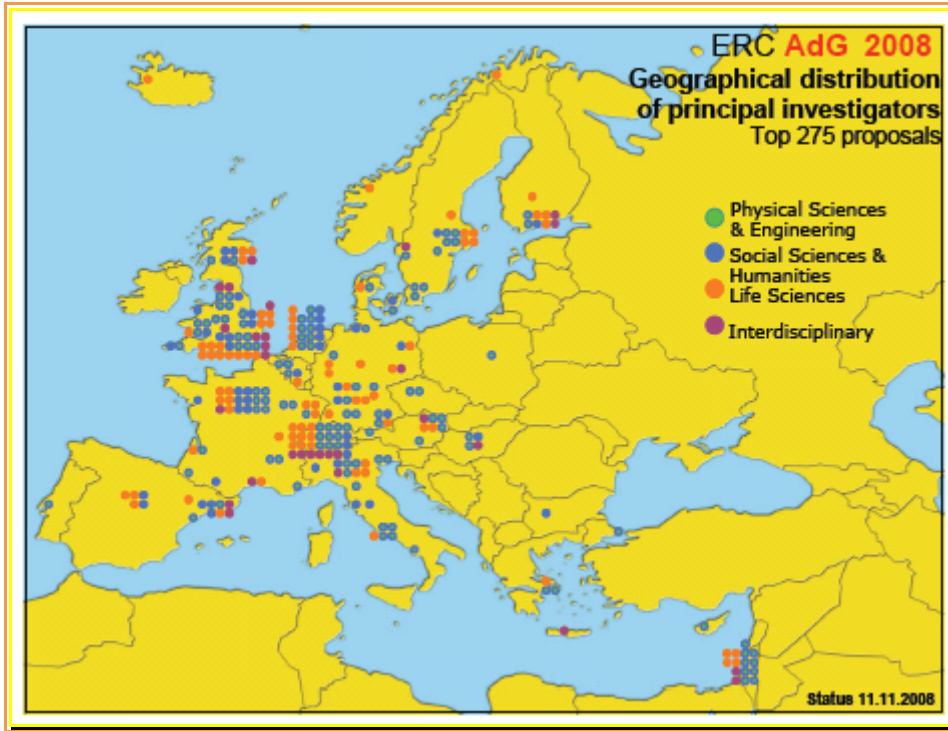 ERC AdG 2008
Geographical distribution
of principal investigators
Top 275 proposals
Physical Sciences
& Engineering
Social Sciences &
Humanities
Life Sciences
Interdisciplinary
Status 11.11.2008